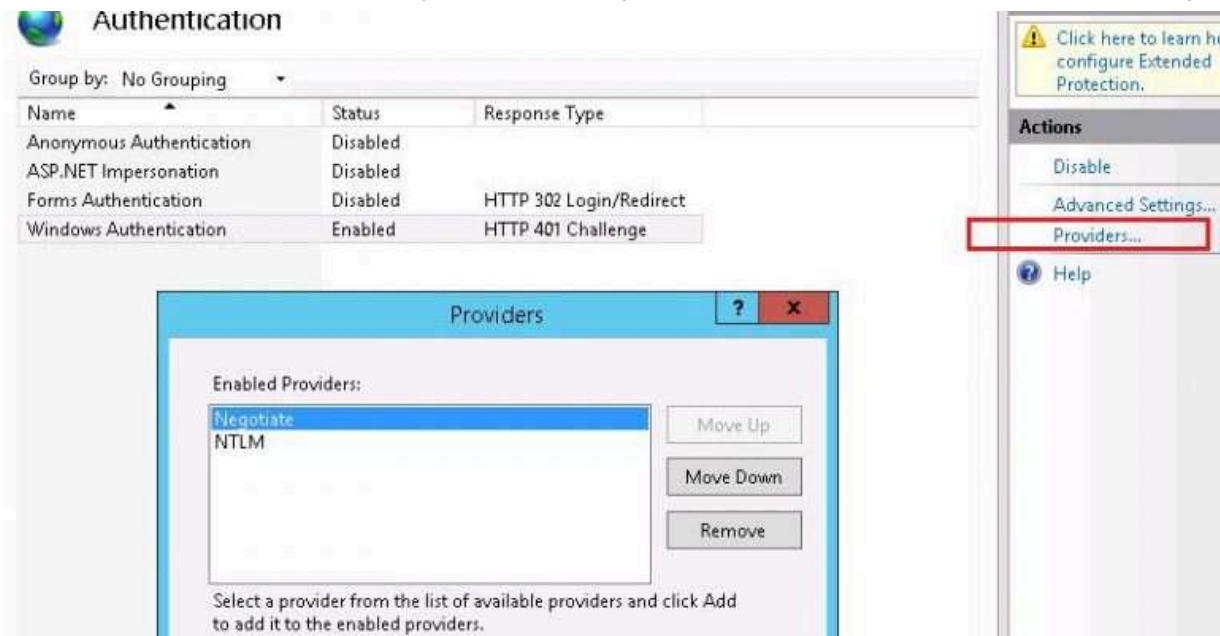 Authentication
Group by: No Grouping
Name Status Response Type
Anonymous Authentication Disabled
ASP.NET Impersonation Disabled
Forms Authentication Disabled HTTP 302 Login/Redirect
Windows Authentication Enabled HTTP 401 Challenge
Click here to learn
configure Extended
Protection.
Actions
Disable
Advanced Settings...
Providers...
Help
Providers
? x
Enabled Providers:
Negotiate
NTLM
Move Up
Move Down
Remove
Select a provider from the list of available providers and click Add
to add it to the enabled providers.